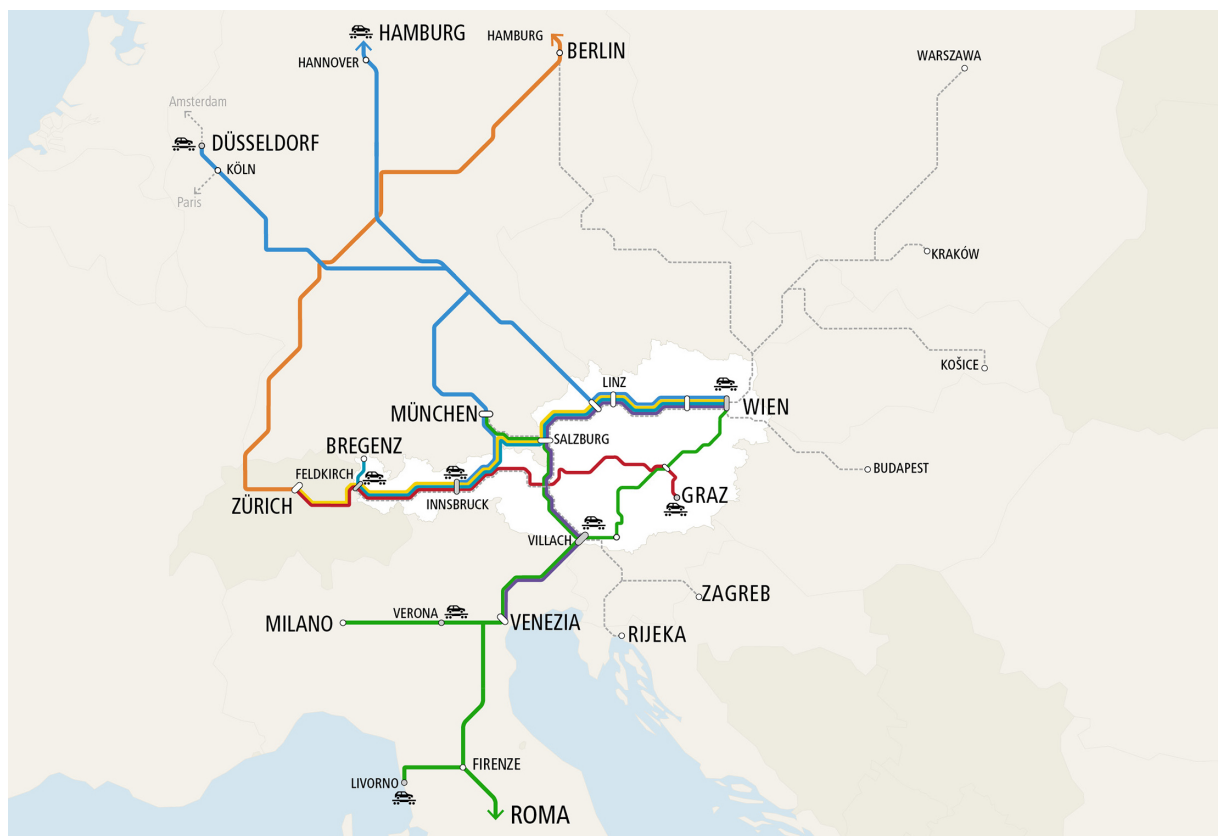 HAMBURG
HAMBURG
BERLIN
HANNOVER
WARSZAWA
Amsterdam
DÜSSELDORF
KÖLN
Paris
KRAKÓW
KOŠICE
LINZ
WIEN
MÜNCHEN
SALZBURG
BREGENZ
FELDKIRCH
BUDAPEST
ZÜRICH
INNSBRUCK
GRAZ
VILLACH
ZAGREB
VERONA
MILANO
VENEZIA
RIJEKA
FIRENZE
LIVORNO
ROMA